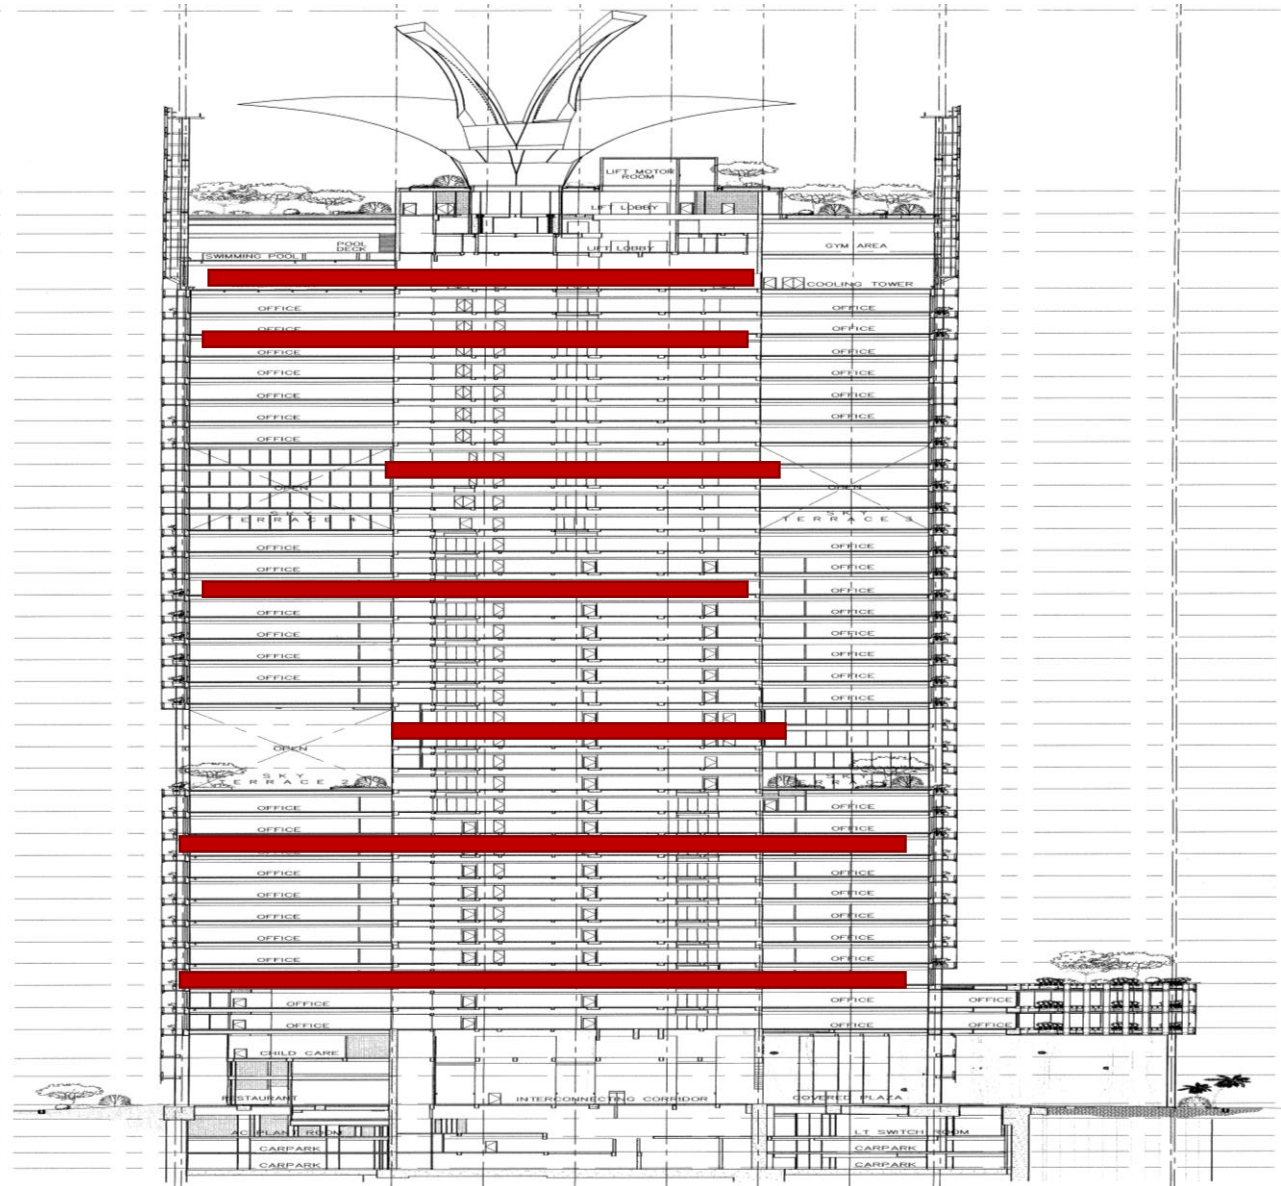 LIFT MOTOR
ROOM
LIFT LOBBY
POOL
DECK
LIFT LOBBY
GYM AREA
SWIMMING POOL
COOLING TOWER
OFFICE OFFICE
OFFICE OFFICE
OFFICE OFFICE
OFFICE OFFICE
OFFICE OFFICE
OFFICE OFFICE
OFFICE
OPEN OPEN
SKY SKY
TERRACE 4 TERRACE 3
OFFICE OFFICE
OFFICE OFFICE
OFFICE
OFFICE OFFICE
OFFICE OFFICE
OFFICE OFFICE
OFFICE OFFICE
OFFICE
OPEN
SKY
TERRACE 2
OFFICE OFFICE
OFFICE OFFICE
OFFICE OFFICE
OFFICE OFFICE
OFFICE OFFICE
OFFICE OFFICE
OFFICE OFFICE
OFFICE OFFICE OFFICE
OFFICE OFFICE OFFICE
CHILD CARE
RESTAURANT INTERCONNECTING CORRIDOR COVERED PLAZA
AC PLANT ROOM LT SWITCH ROOM
CARPARK CARPARK
CARPARK CARPARK